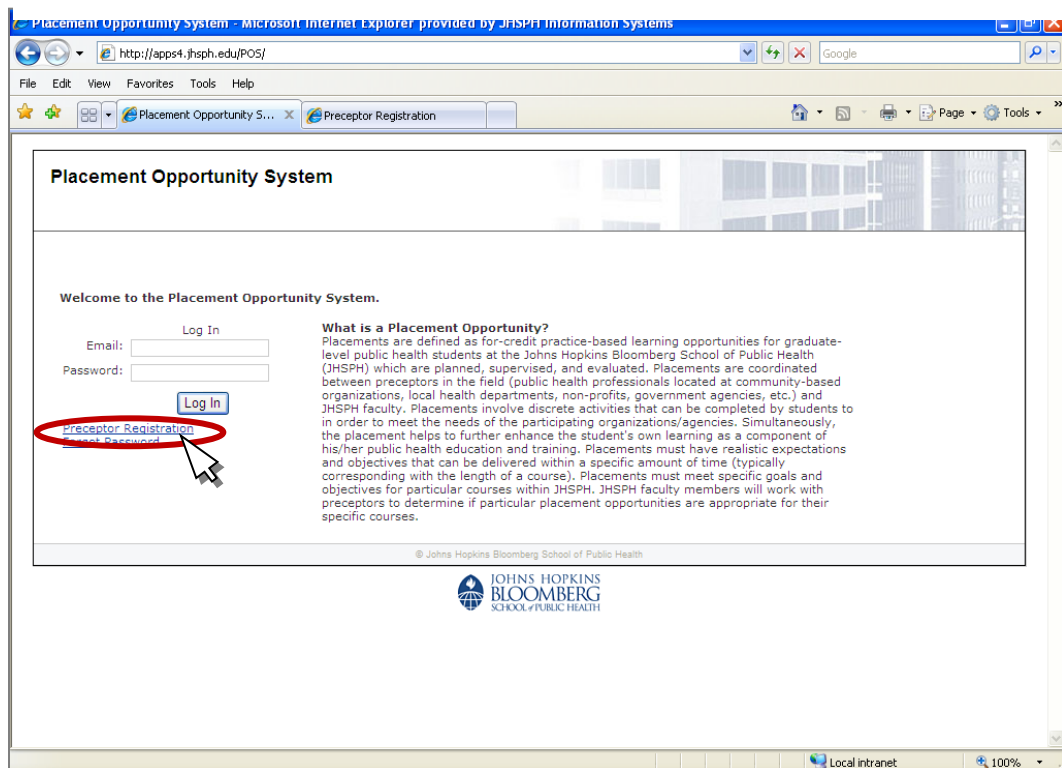 Placement Opportunity System - Microsoft Internet Explorer provided by JHSPH Information Systems
http://apps4.jhsph.edu/POS/
Google
File Edit View Favorites Tools Help
Placement Opportunity S... X Preceptor Registration
Page Tools »
Placement Opportunity System
Welcome to the Placement Opportunity System.
Log In
Email:
Password:
Log In
Preceptor Registration
Forgot Password
What is a Placement Opportunity?
Placements are defined as for-credit practice-based learning opportunities for graduate-
level public health students at the Johns Hopkins Bloomberg School of Public Health
(JHSPH) which are planned, supervised, and evaluated. Placements are coordinated
between preceptors in the field (public health professionals located at community-based
organizations, local health departments, non-profits, government agencies, etc.) and
JHSPH faculty. Placements involve discrete activities that can be completed by students to
in order to meet the needs of the participating organizations/agencies. Simultaneously,
the placement helps to further enhance the student's own learning as a component of
his/her public health education and training. Placements must have realistic expectations
and objectives that can be delivered within a specific amount of time (typically
corresponding with the length of a course). Placements must meet specific goals and
objectives for particular courses within JHSPH. JHSPH faculty members will work with
preceptors to determine if particular placement opportunities are appropriate for their
specific courses.
© Johns Hopkins Bloomberg School of Public Health
JOHNS HOPKINS
BLOOMBERG
SCHOOL of PUBLIC HEALTH
Local intranet 100%